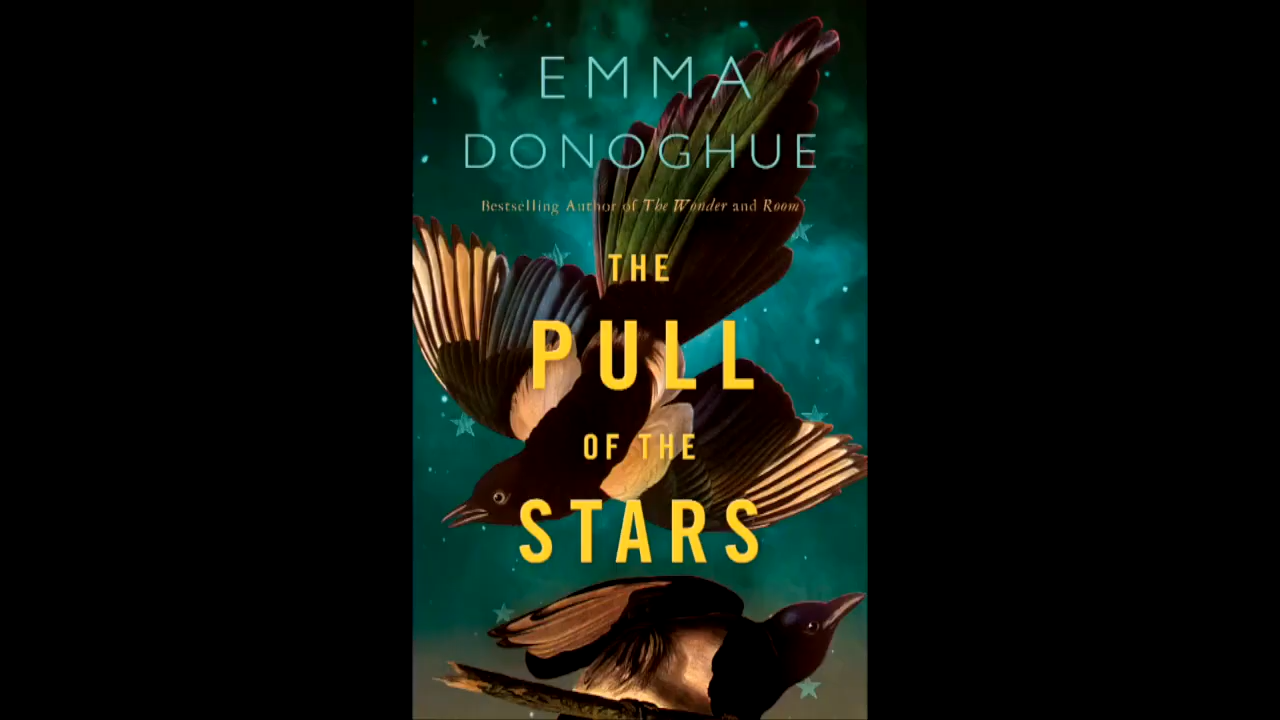 EMMA
DONOGHUE
Bestselling Author of The Wonder and Room
THE
PULL
OF THE
STARS